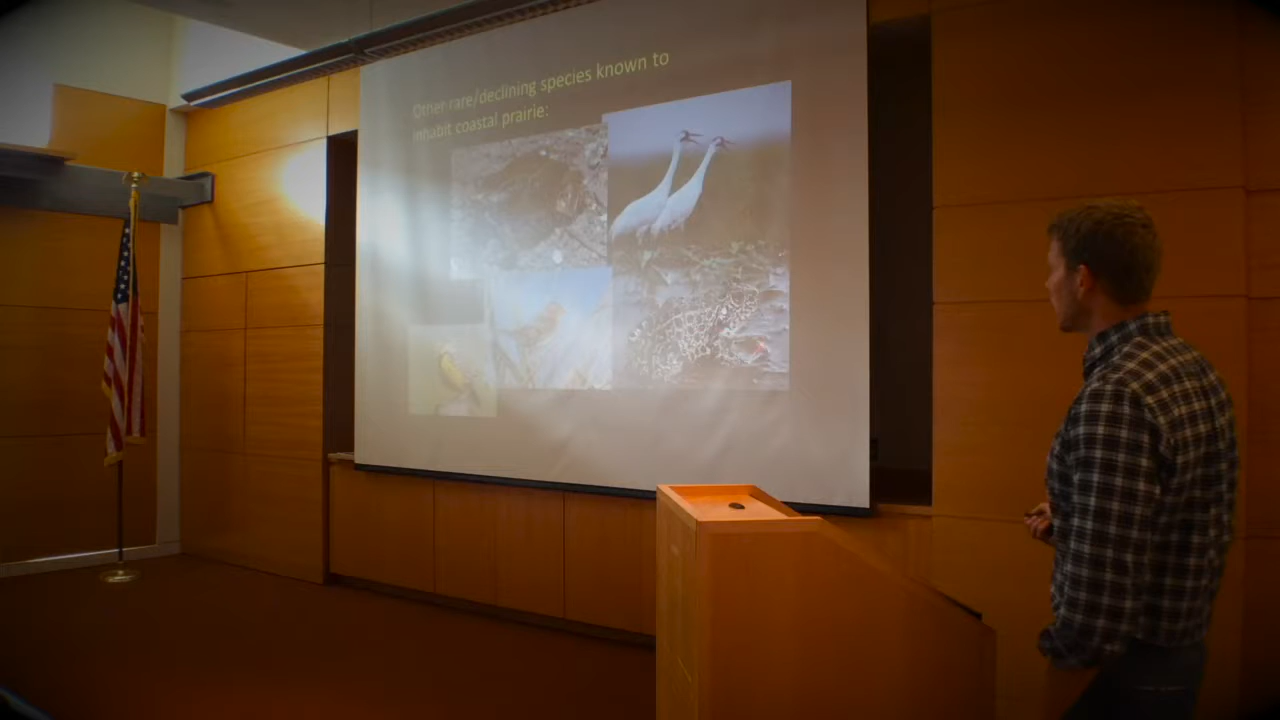 Other rare/declining species known to
inhabit coastal prairie: